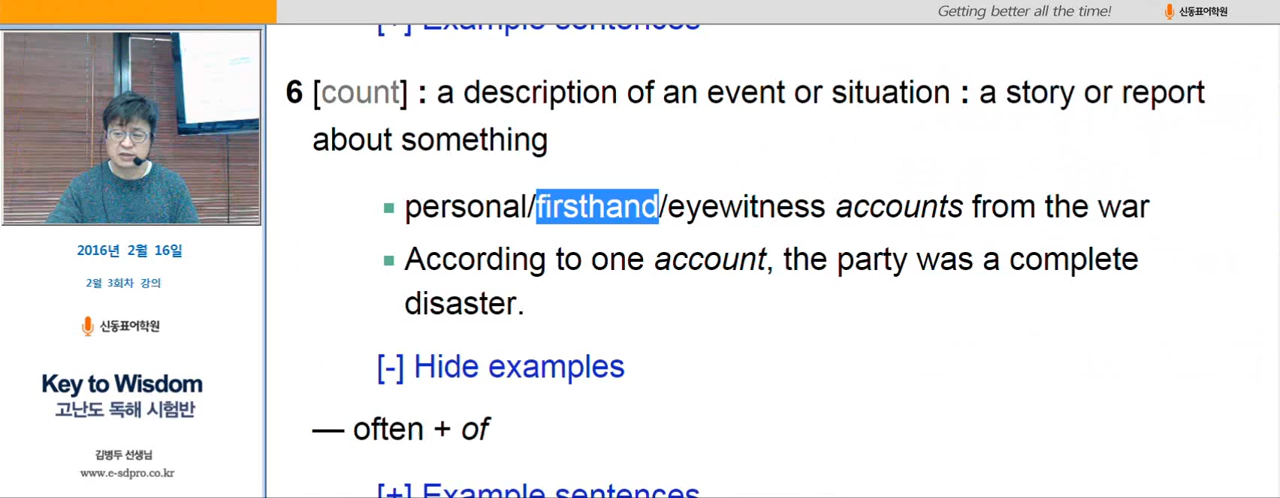 Getting better all the time!
신동표어학원
[+] Example sentences
6 [count] : a description of an event or situation : a story or report
about something
▪ personal/firsthand/eyewitness accounts from the war
▪ According to one account, the party was a complete
disaster.
[-] Hide examples
— often + of
[+] Example sentences
2016년 2월 16일
2월 3회차 강의
신동표어학원
Key to Wisdom
고난도 독해 시험반
김병두 선생님
www.e-sdpro.co.kr